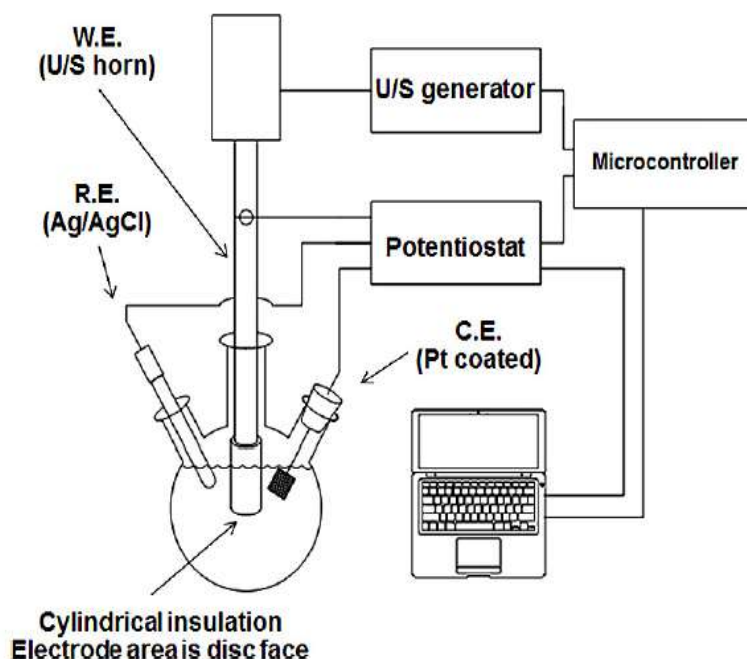 W.E.
(U/S horn)
U/S generator
Microcontroller
R.E.
(Ag/AgCl)
Potentiostat
C.E.
(Pt coated)
Cylindrical insulation
Electrode area is disc face